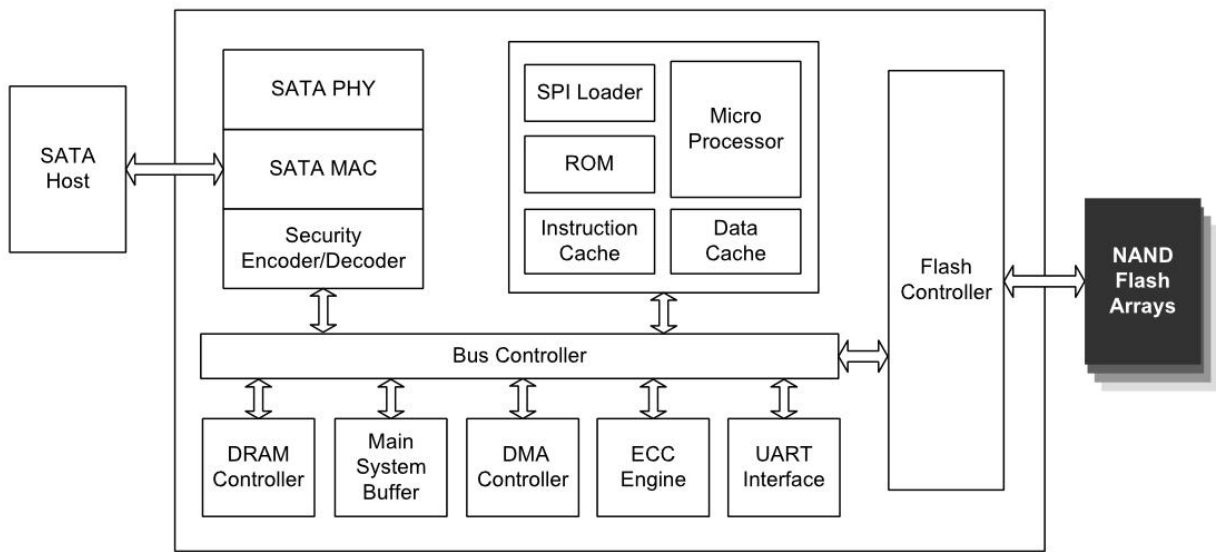 SATA
Host
SATA PHY
SATA MAC
Security
Encoder/Decoder
SPI Loader
ROM
Instruction
Cache
Micro
Processor
Data
Cache
Flash
Controller
NAND
Flash
Arrays
Bus Controller
DRAM
Controller
Main
System
Buffer
DMA
Controller
ECC
Engine
UART
Interface